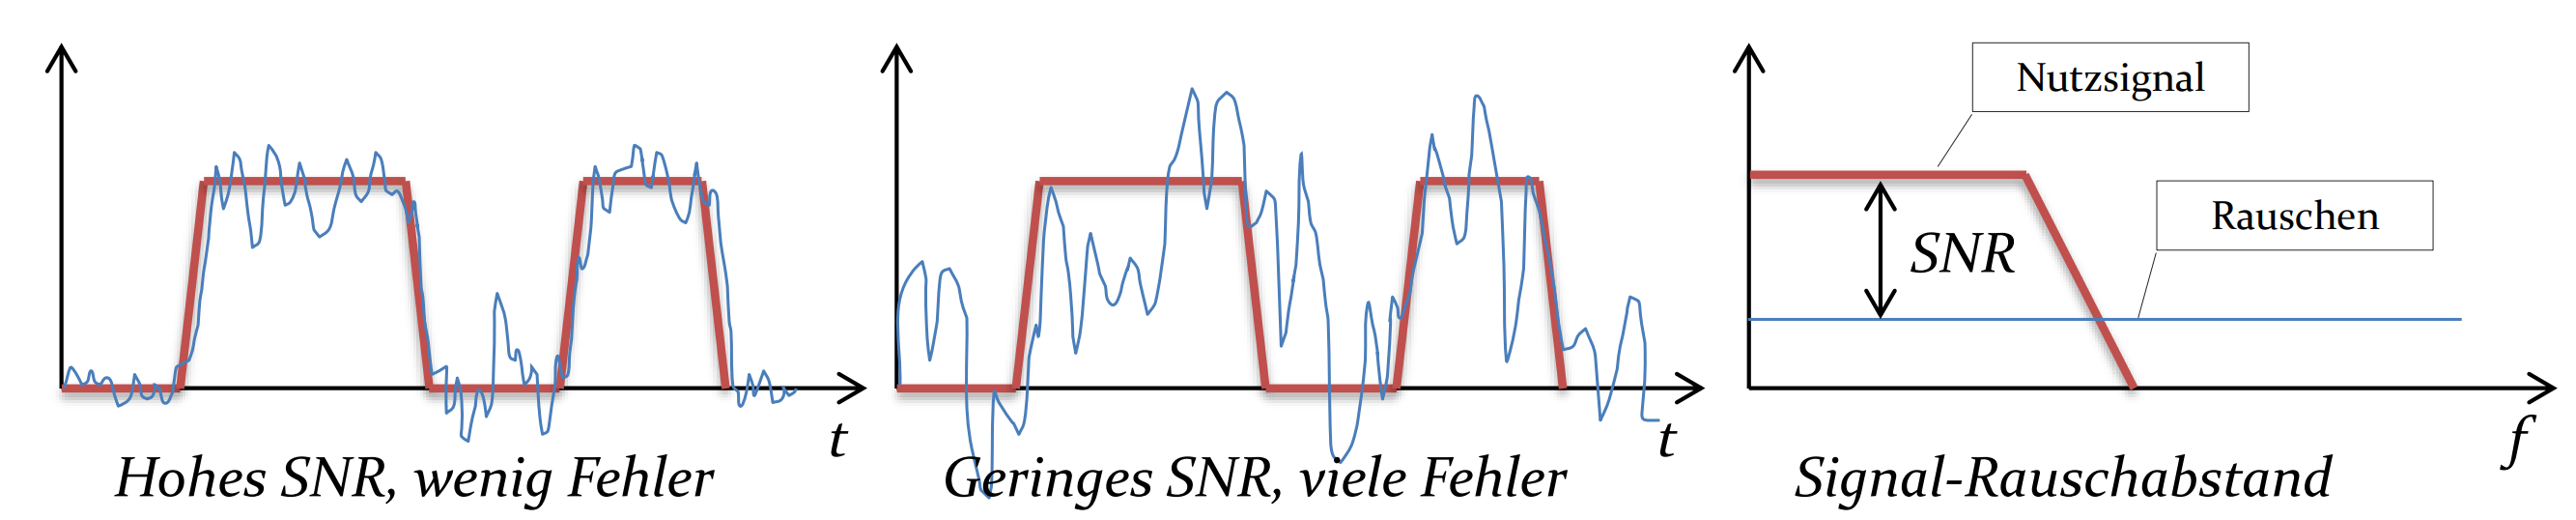 Nutzsignal
Rauschen
SNR
t
t
f
Hohes SNR, wenig Fehler
Geringes SNR, viele Fehler
Signal-Rauschabstand